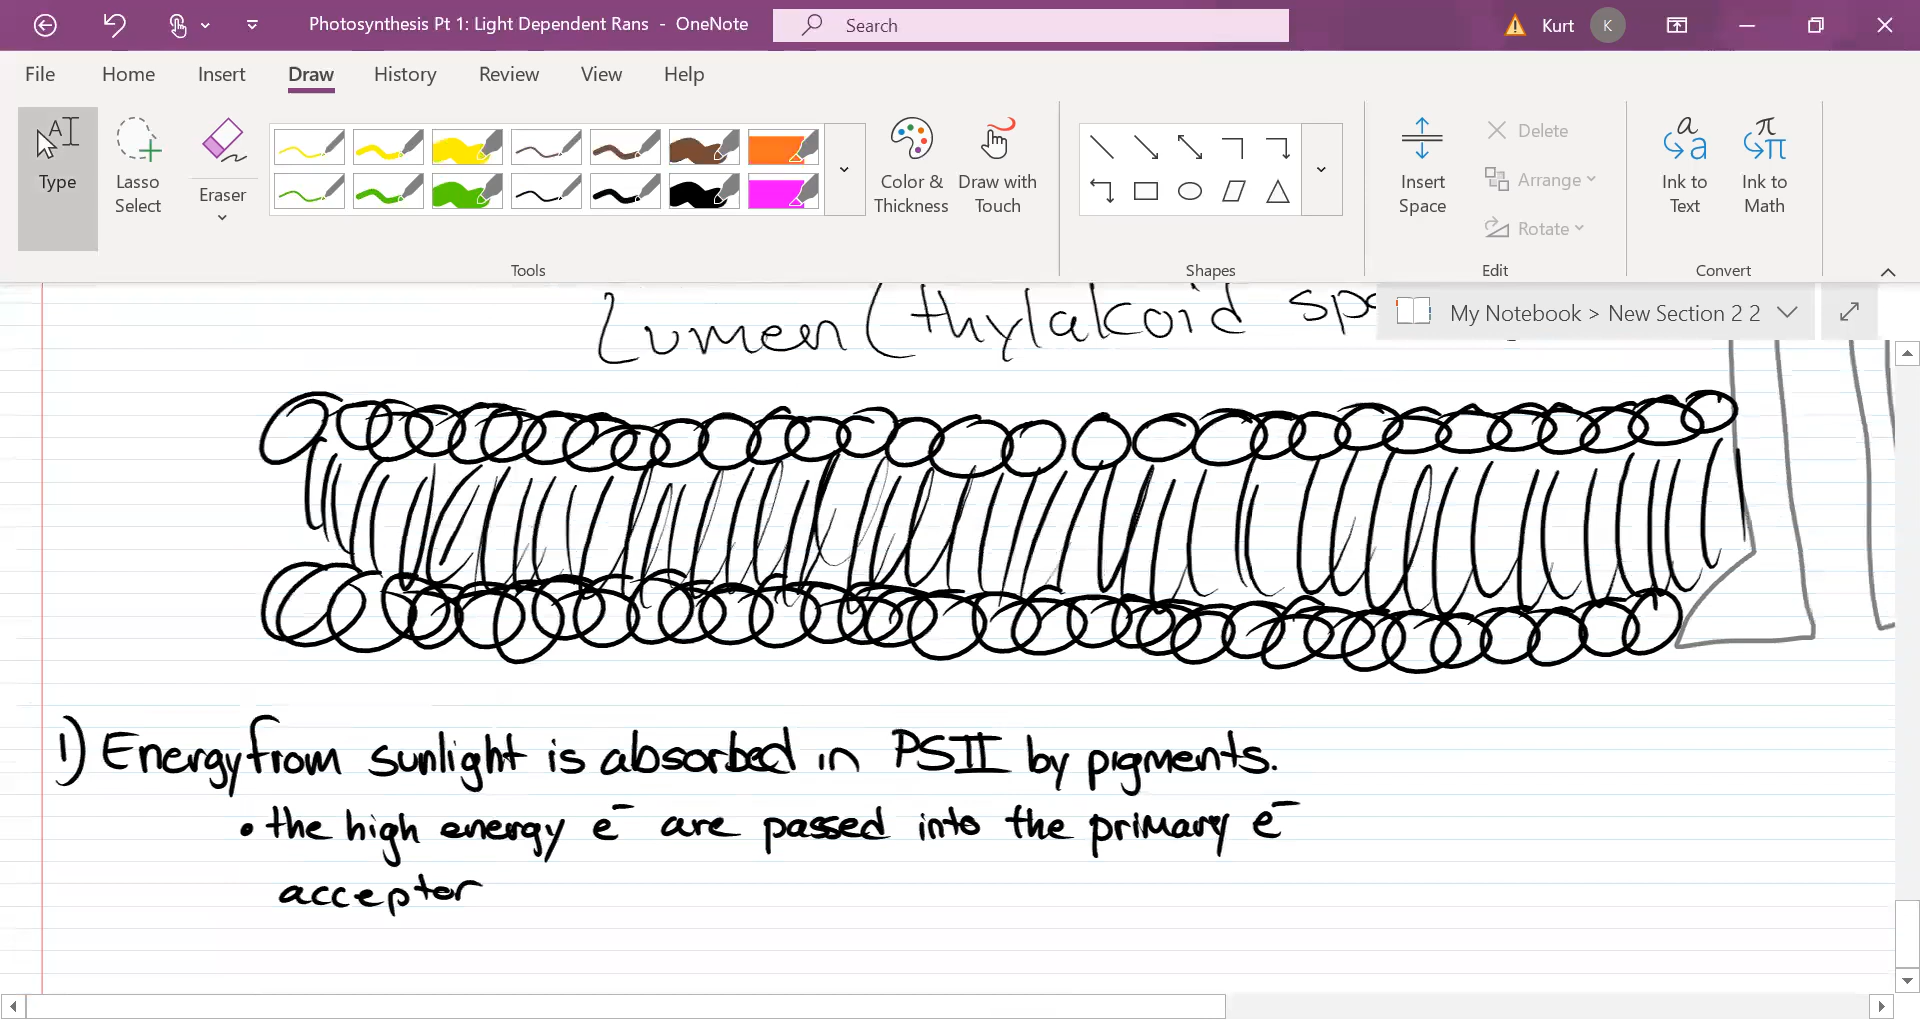 Photosynthesis Pt 1: Light Dependent Rans - OneNote
Search
Kurt
K
File Home Insert Draw History Review View Help
Type
Lasso Select
Eraser
Color & Thickness
Draw with Touch
Insert Space
Delete
Arrange
Rotate
Ink to Text
Ink to Math
Tools
Shapes
Edit
Convert
My Notebook > New Section 2 2
Lumen (thylakoid
1) Energy from sunlight is absorbed in PSII by pigments.
• the high energy e⁻ are passed into the primary e⁻
acceptor